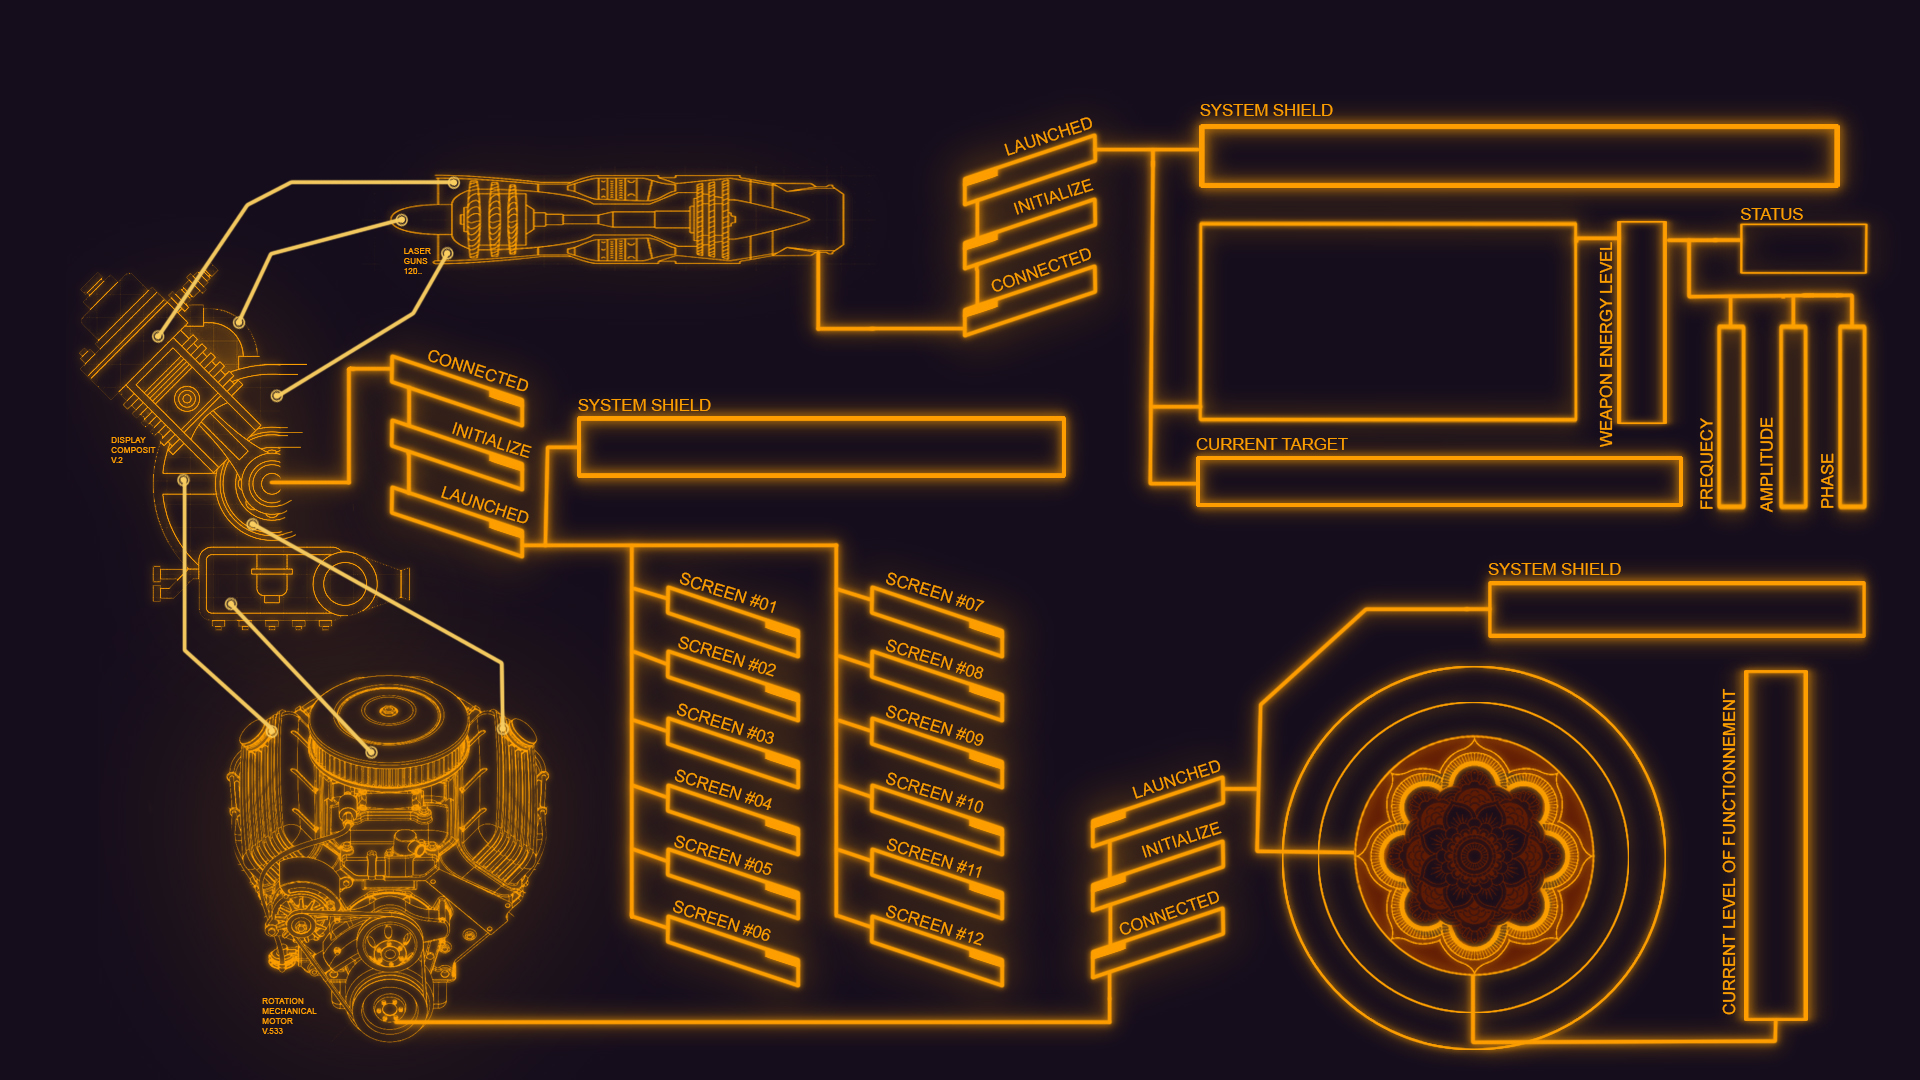 SYSTEM SHIELD
LAUNCHED
INITIALIZE
CONNECTED
STATUS
WEAPON ENERGY LEVEL
FREQUECY
AMPLITUDE
PHASE
CURRENT TARGET
LASER
GUNS
120..
DISPLAY
COMPOSIT
V.2
CONNECTED
INITIALIZE
LAUNCHED
SYSTEM SHIELD
SCREEN #01
SCREEN #02
SCREEN #03
SCREEN #04
SCREEN #05
SCREEN #06
SCREEN #07
SCREEN #08
SCREEN #09
SCREEN #10
SCREEN #11
SCREEN #12
SYSTEM SHIELD
LAUNCHED
INITIALIZE
CONNECTED
CURRENT LEVEL OF FUNCTIONNEMENT
ROTATION
MECHANICAL
MOTOR
V.533